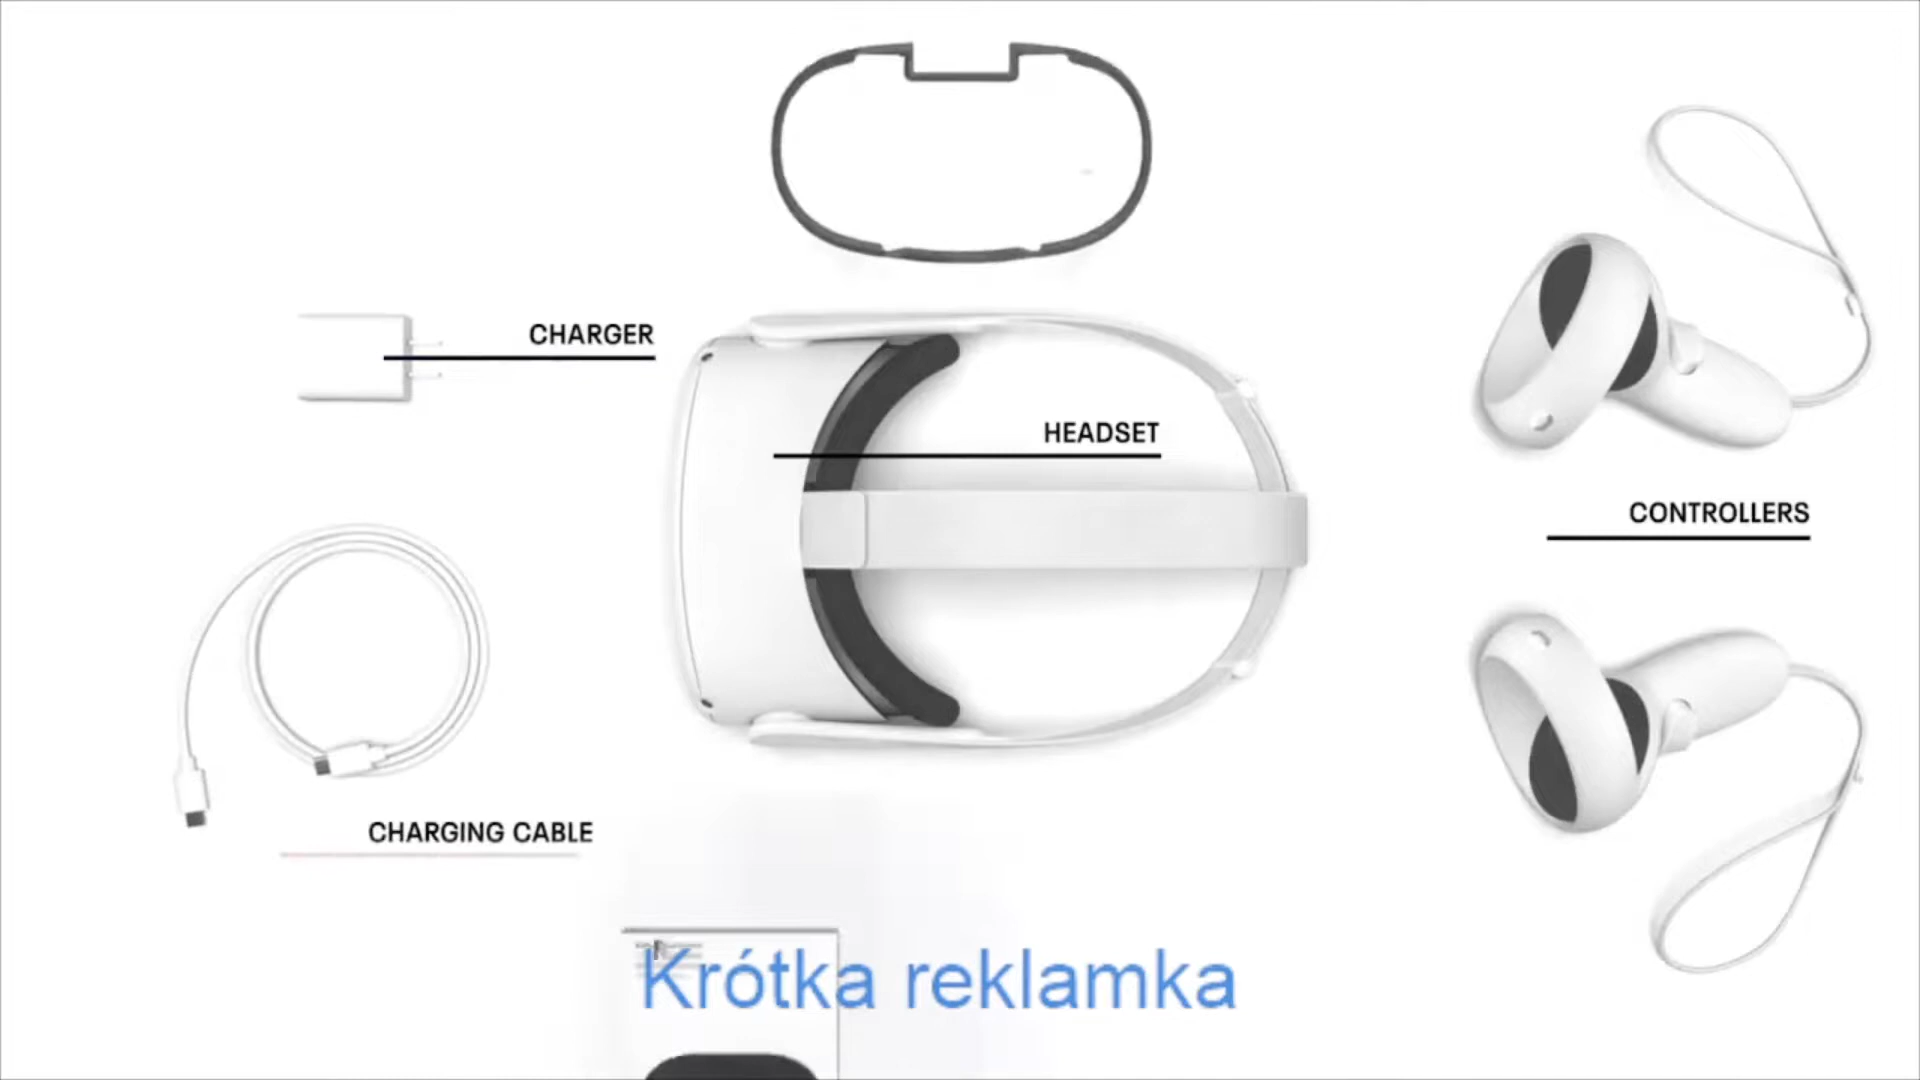 CHARGER
HEADSET
CONTROLLERS
CHARGING CABLE
Krótka reklamka